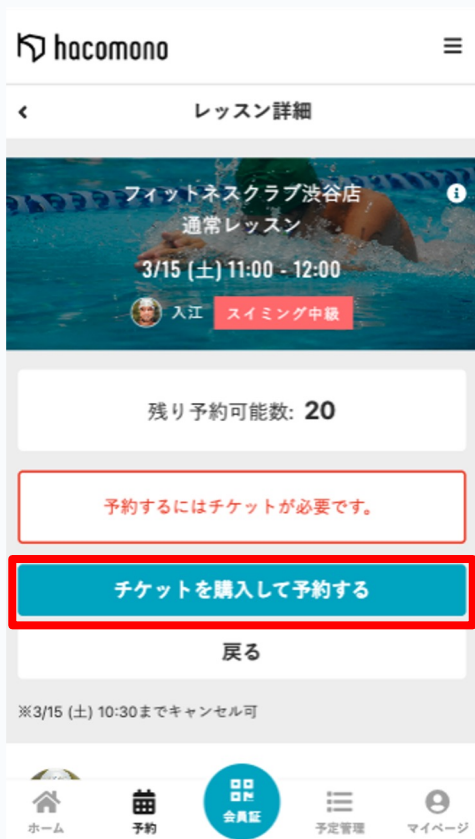 hacomono
レッスン詳細
フィットネスクラブ渋谷店
通常レッスン
3/15 (土) 11:00 - 12:00
入江 スイミング中級
残り予約可能数: 20
予約するにはチケットが必要です。
チケットを購入して予約する
戻る
※3/15 (土) 10:30までキャンセル可
ホーム 予約 会員証 予定管理 マイページ